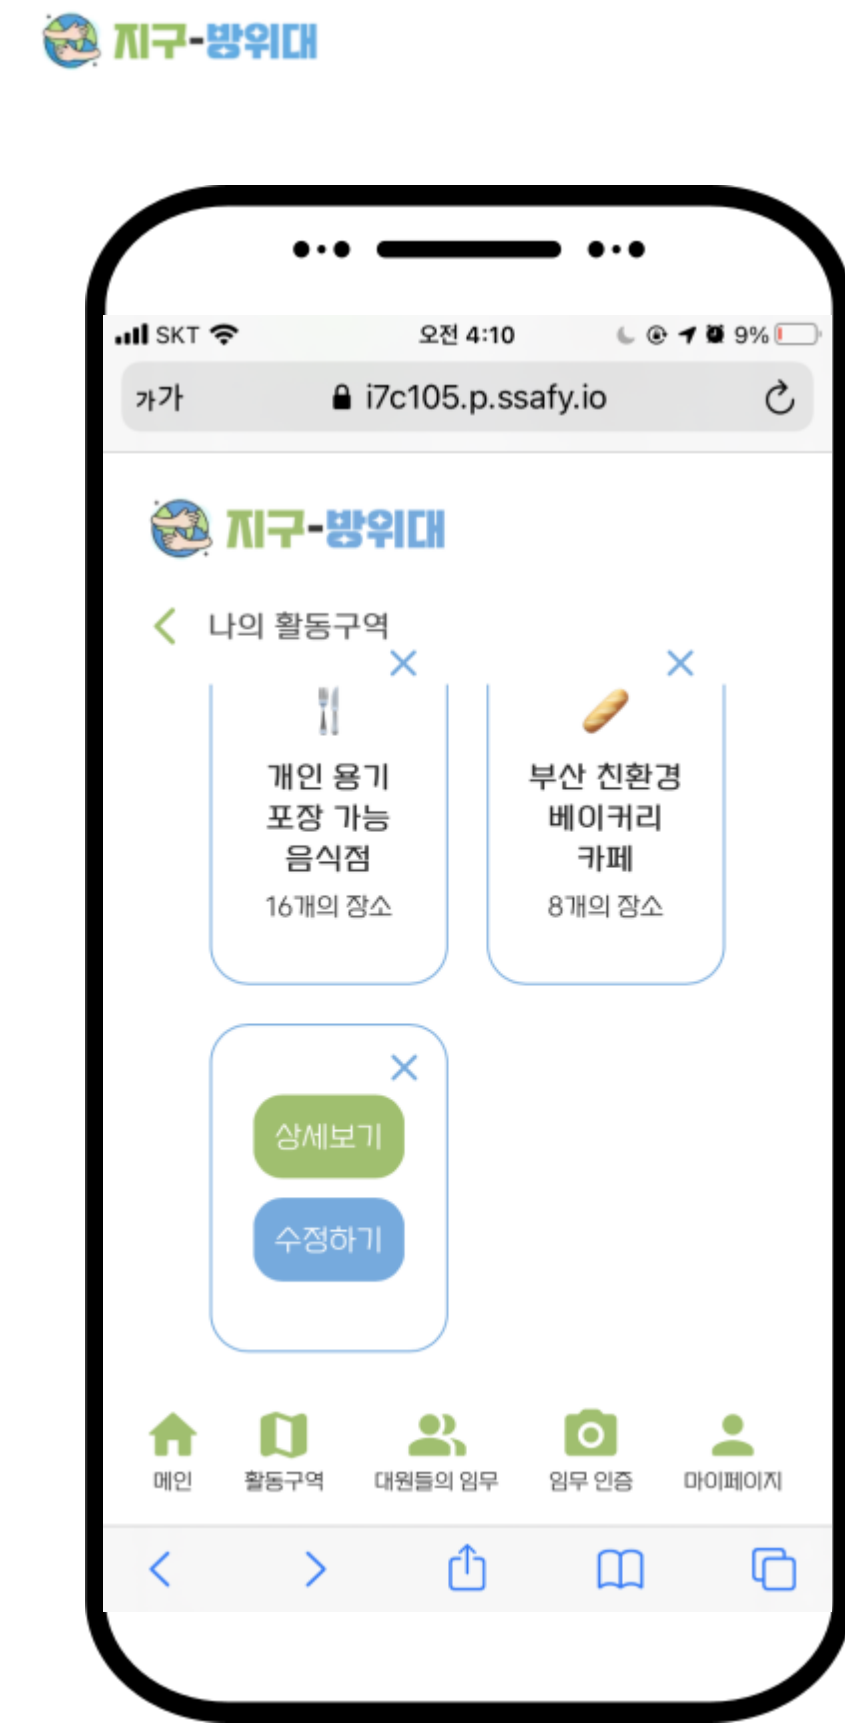 지구-방위대
SKT 오전 4:10 9%
가가 i7c105.p.ssafy.io
지구-방위대
나의 활동구역
개인 용기
포장 가능
음식점
16개의 장소
부산 친환경
베이커리
카페
8개의 장소
상세보기
수정하기
메인 활동구역 대원들의 임무 임무 인증 마이페이지